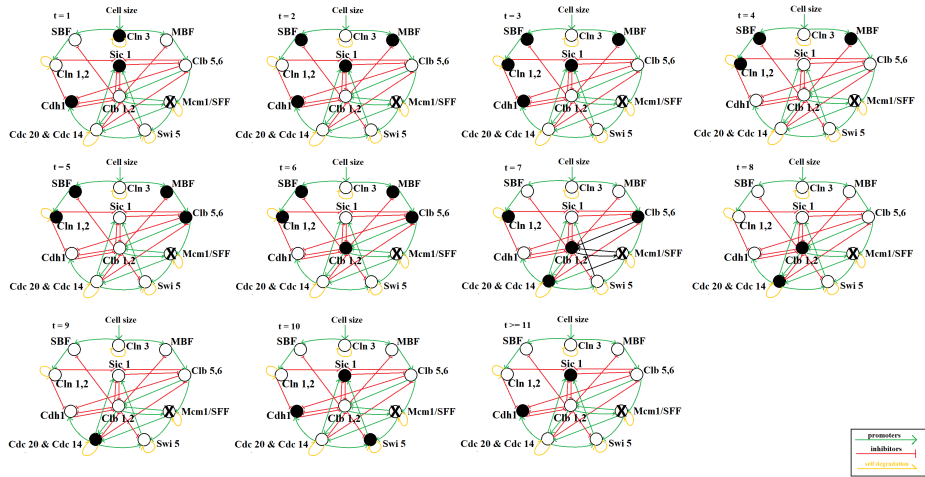 t = 1
Cell size
SBF
Cln 3
MBF
Sic 1
Cln 1,2
Clb 5,6
Cdh1
Clb 1,2
Mcm1/SFF
Cdc 20 & Cdc 14
Swi 5
t = 2
Cell size
SBF
Cln 3
MBF
Sic 1
Cln 1,2
Clb 5,6
Cdh1
Clb 1,2
Mcm1/SFF
Cdc 20 & Cdc 14
Swi 5
t = 3
Cell size
SBF
Cln 3
MBF
Sic 1
Cln 1,2
Clb 5,6
Cdh1
Clb 1,2
Mcm1/SFF
Cdc 20 & Cdc 14
Swi 5
t = 4
Cell size
SBF
Cln 3
MBF
Sic 1
Cln 1,2
Clb 5,6
Cdh1
Clb 1,2
Mcm1/SFF
Cdc 20 & Cdc 14
Swi 5
t = 5
Cell size
SBF
Cln 3
MBF
Sic 1
Cln 1,2
Clb 5,6
Cdh1
Clb 1,2
Mcm1/SFF
Cdc 20 & Cdc 14
Swi 5
t = 6
Cell size
SBF
Cln 3
MBF
Sic 1
Cln 1,2
Clb 5,6
Cdh1
Clb 1,2
Mcm1/SFF
Cdc 20 & Cdc 14
Swi 5
t = 7
Cell size
SBF
Cln 3
MBF
Sic 1
Cln 1,2
Clb 5,6
Cdh1
Clb 1,2
Mcm1/SFF
Cdc 20 & Cdc 14
Swi 5
t = 8
Cell size
SBF
Cln 3
MBF
Sic 1
Cln 1,2
Clb 5,6
Cdh1
Clb 1,2
Mcm1/SFF
Cdc 20 & Cdc 14
Swi 5
t = 9
Cell size
SBF
Cln 3
MBF
Sic 1
Cln 1,2
Clb 5,6
Cdh1
Clb 1,2
Mcm1/SFF
Cdc 20 & Cdc 14
Swi 5
t = 10
Cell size
SBF
Cln 3
MBF
Sic 1
Cln 1,2
Clb 5,6
Cdh1
Clb 1,2
Mcm1/SFF
Cdc 20 & Cdc 14
Swi 5
t >= 11
Cell size
SBF
Cln 3
MBF
Sic 1
Cln 1,2
Clb 5,6
Cdh1
Clb 1,2
Mcm1/SFF
Cdc 20 & Cdc 14
Swi 5
promoters
inhibitors
self degradation